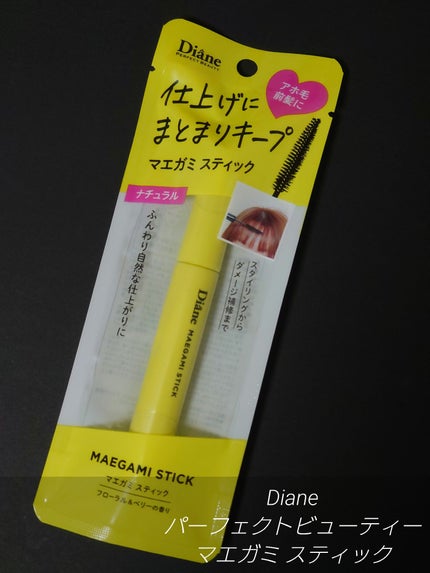 Diane
PERFECT BEAUTY
アホ毛
前髪に
仕上げに
まとまりキープ
マエガミ スティック
ナチュラル
ふんわり自然な仕上がりに
スタイリングから
ダメージ補修まで
Diane MAEGAMI STICK
MAEGAMI STICK
マエガミ スティック
フローラル&ベリーの香り
Diane
パーフェクトビューティー
マエガミ スティック